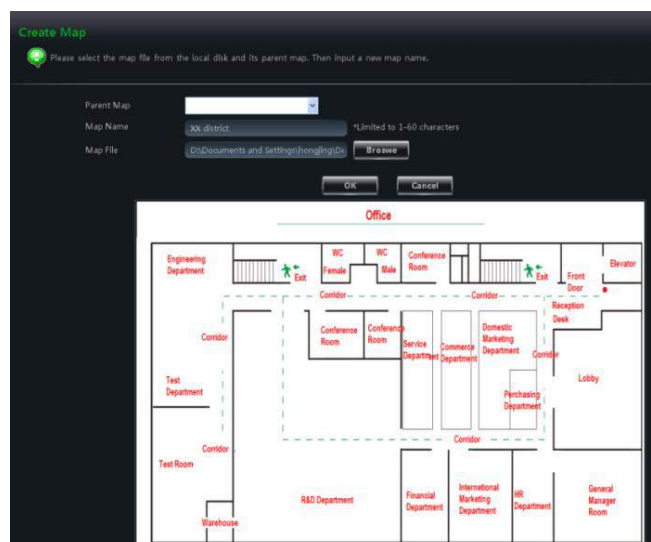 Create Map
Please select the map file from the local disk and its parent map. Then input a new map name.
Parent Map
Map Name
XX district
*Limited to 1-60 characters
Map File
D:\Documents and Settings\hongjing\De
Broswe
OK
Cancel
Office
Engineering
Department
Exit
WC
Female
WC
Male
Conference
Room
Exit
Front
Door
Elevator
Corridor
Corridor
Reception
Desk
Corridor
Conference
Room
Conference
Room
Service
Department
Commerce
Department
Domestic
Marketing
Department
Corridor
Lobby
Test
Department
Perchasing
Department
Corridor
Corridor
Test Room
R&D Department
Financial
Department
International
Marketing
Department
HR
Department
General
Manager
Room
Warehouse